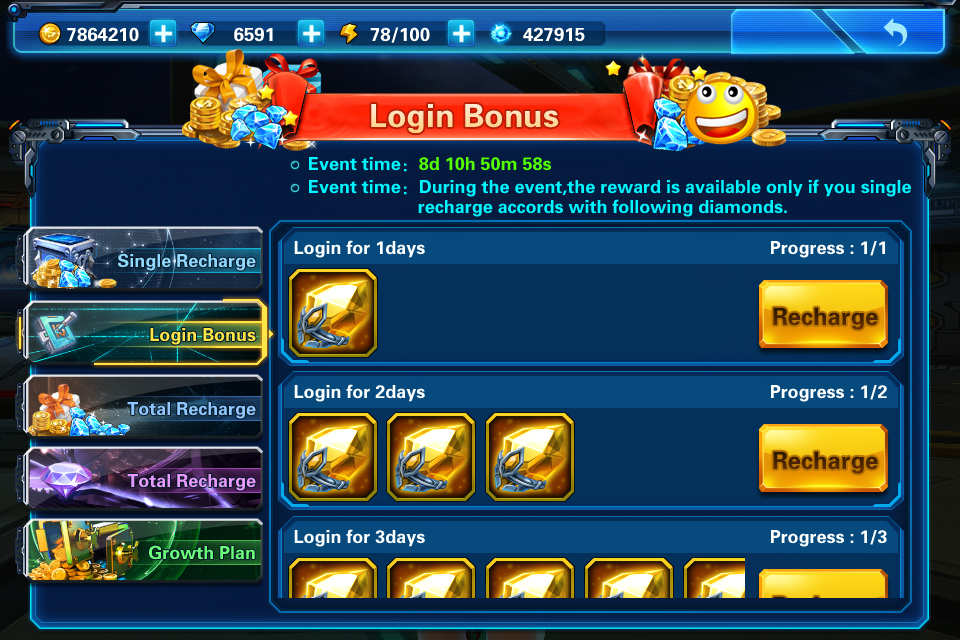 7864210 6591 78/100 427915
Login Bonus
Event time: 8d 10h 50m 58s
Event time: During the event,the reward is available only if you single
recharge accords with following diamonds.
Single Recharge
Login Bonus
Total Recharge
Total Recharge
Growth Plan
Login for 1days Progress : 1/1
Recharge
Login for 2days Progress : 1/2
Recharge
Login for 3days Progress : 1/3